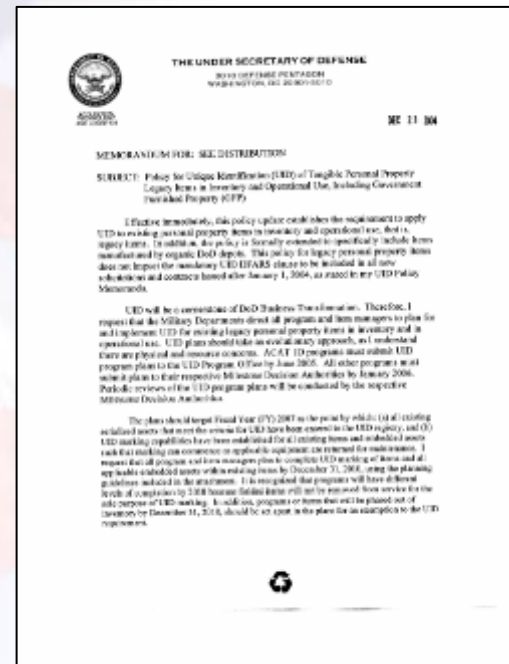 THE UNDER SECRETARY OF DEFENSE
3010 DEFENSE PENTAGON
WASHINGTON, DC 20301-3010
ACQUISITION,
TECHNOLOGY
AND LOGISTICS
DEC 23 2004
MEMORANDUM FOR: SEE DISTRIBUTION
SUBJECT: Policy for Unique Identification (UID) of Tangible Personal Property
Legacy Items in Inventory and Operational Use, Including Government
Furnished Property (GFP)
Effective immediately, this policy update establishes the requirement to apply
UID to existing personal property items in inventory and operational use, that is,
legacy items. In addition, the policy is formally extended to specifically include items
manufactured by organic DoD depots. This policy for legacy personal property items
does not impact the mandatory UID DFARS clause to be included in all new
solicitations and contracts issued after January 1, 2004, as stated in my UID Policy
Memoranda.
UID will be a cornerstone of DoD Business Transformation. Therefore, I
request that the Military Departments direct all program and item managers to plan for
and implement UID for existing legacy personal property items in inventory and in
operational use. UID plans should take an evolutionary approach, as I understand
there are physical and resource concerns. ACAT 1D programs must submit UID
program plans to the UID Program Office by June 2005. All other programs must
submit plans to their respective Milestone Decision Authorities by January 2006.
Periodic reviews of the UID program plans will be conducted by the respective
Milestone Decision Authorities.
The plans should target Fiscal Year (FY) 2007 as the point by which: (a) all existing
serialized assets that meet the criteria for UID have been entered in the UID registry, and (b)
UID marking capabilities have been established for all existing items and embedded assets
such that marking can commence as applicable equipment are returned for maintenance. I
request that all program and item managers plan to complete UID marking of items and all
applicable embedded assets within existing items by December 31, 2010, using the planning
guidelines included in the attachment. It is recognized that programs will have different
levels of completion by 2010 because fielded items will not be removed from service for the
sole purpose of UID marking. In addition, programs or items that will be phased out of
inventory by December 31, 2010, should be set apart in the plans for an exemption to the UID
requirement.